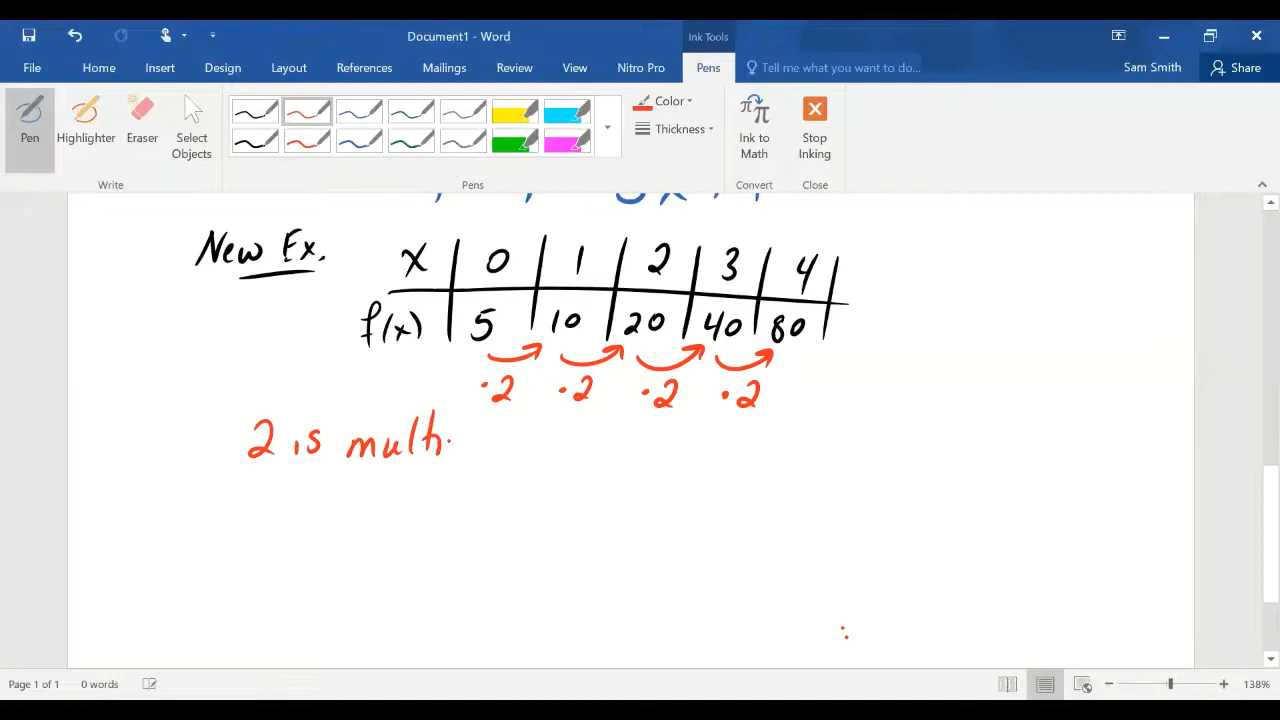 Document1 - Word
Ink Tools
File Home Insert Design Layout References Mailings Review View Nitro Pro Pens Tell me what you want to do... Sam Smith Share
Pen Highlighter Eraser Select Objects
Color
Thickness
Ink to Math
Stop Inking
Write Pens Convert Close
New Ex.
x 0 1 2 3 4
f(x) 5 10 20 40 80
·2 ·2 ·2 ·2
2 is mult.
Page 1 of 1 0 words 138%